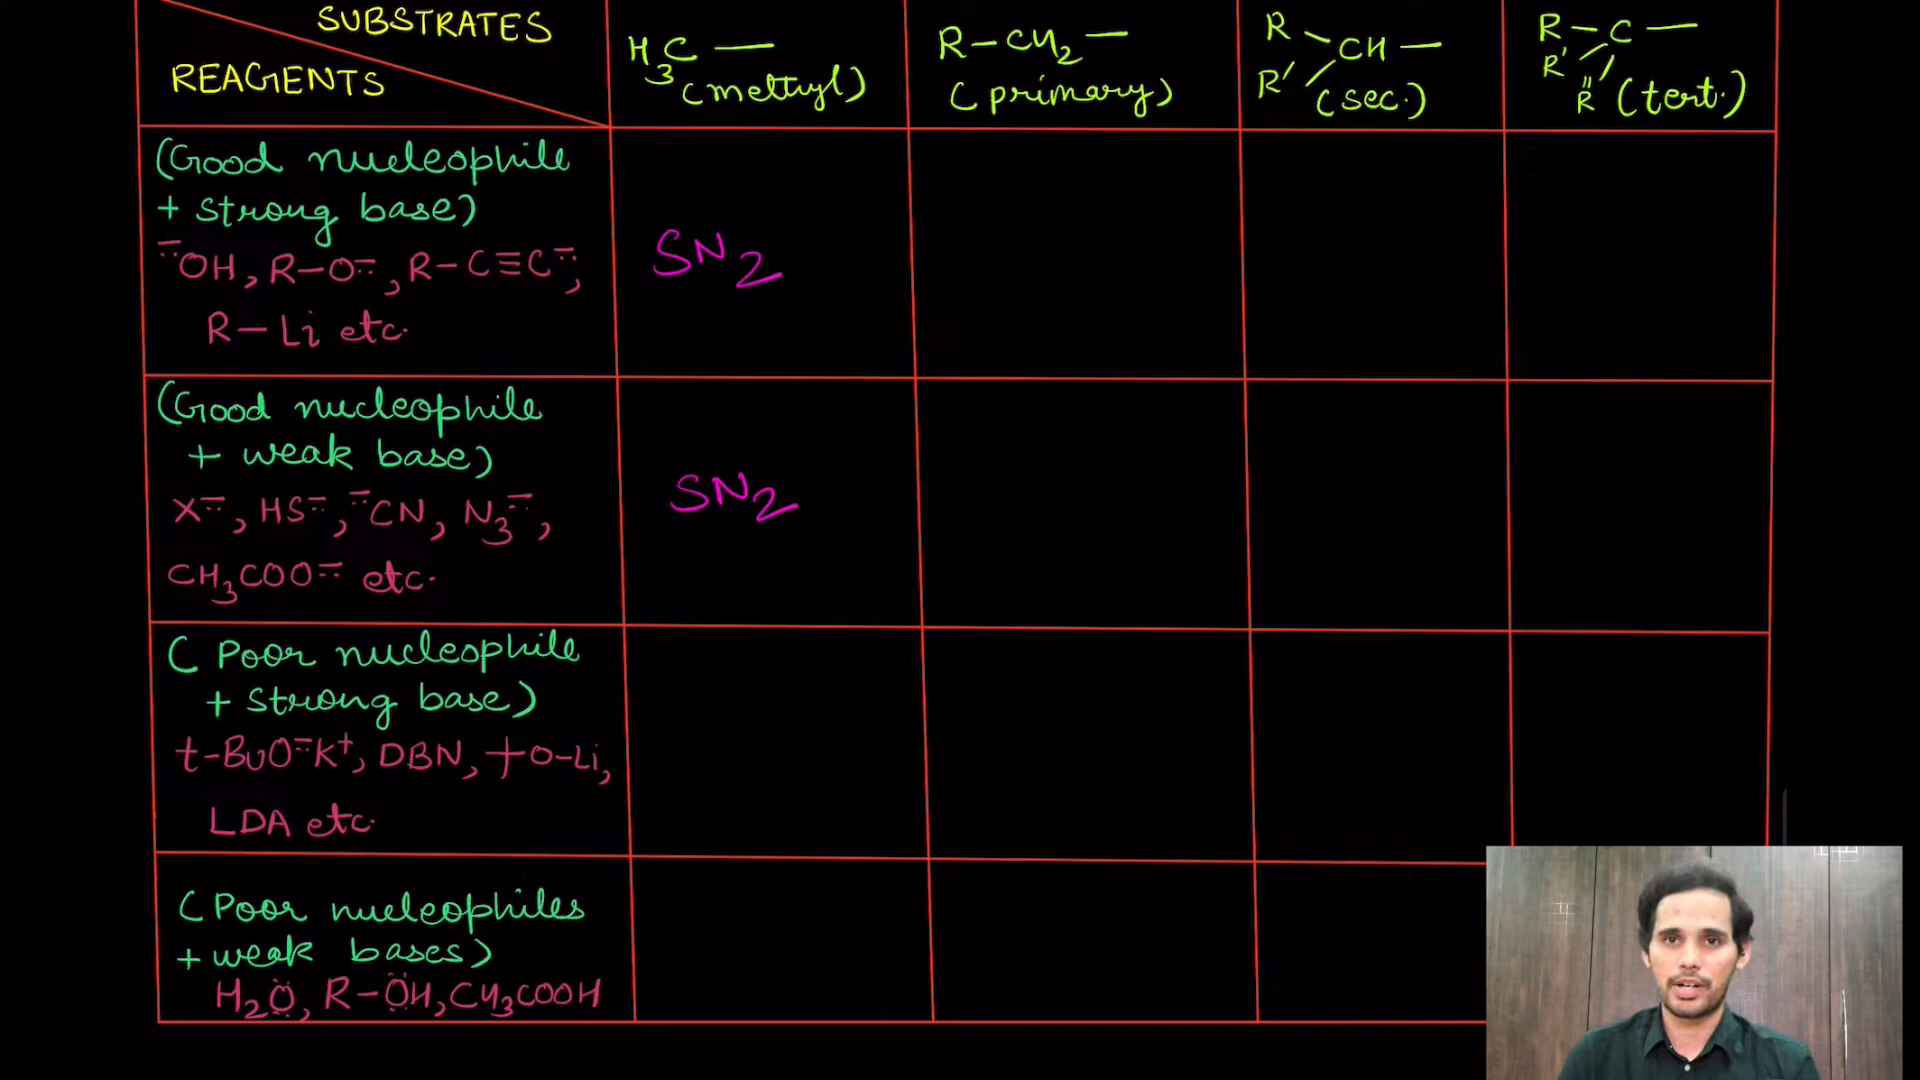 SUBSTRATES
REAGENTS
H₃C —
(methyl)
R–CH₂ —
(primary)
R
CH —
R'
(sec.)
R – C —
R'
R'' (tert.)
(Good nucleophile
+ strong base)
⁻:OH, R–O⁻:, R–C≡C⁻:,
R–Li etc.
SN2
(Good nucleophile
+ weak base)
X⁻:, HS⁻:, ⁻:CN, N₃⁻:,
CH₃COO⁻: etc.
SN2
( Poor nucleophile
+ strong base)
t-BuO⁻:K⁺, DBN, O–Li,
LDA etc.
( Poor nucleophiles
+ weak bases)
H₂O, R–OH, CH₃COOH